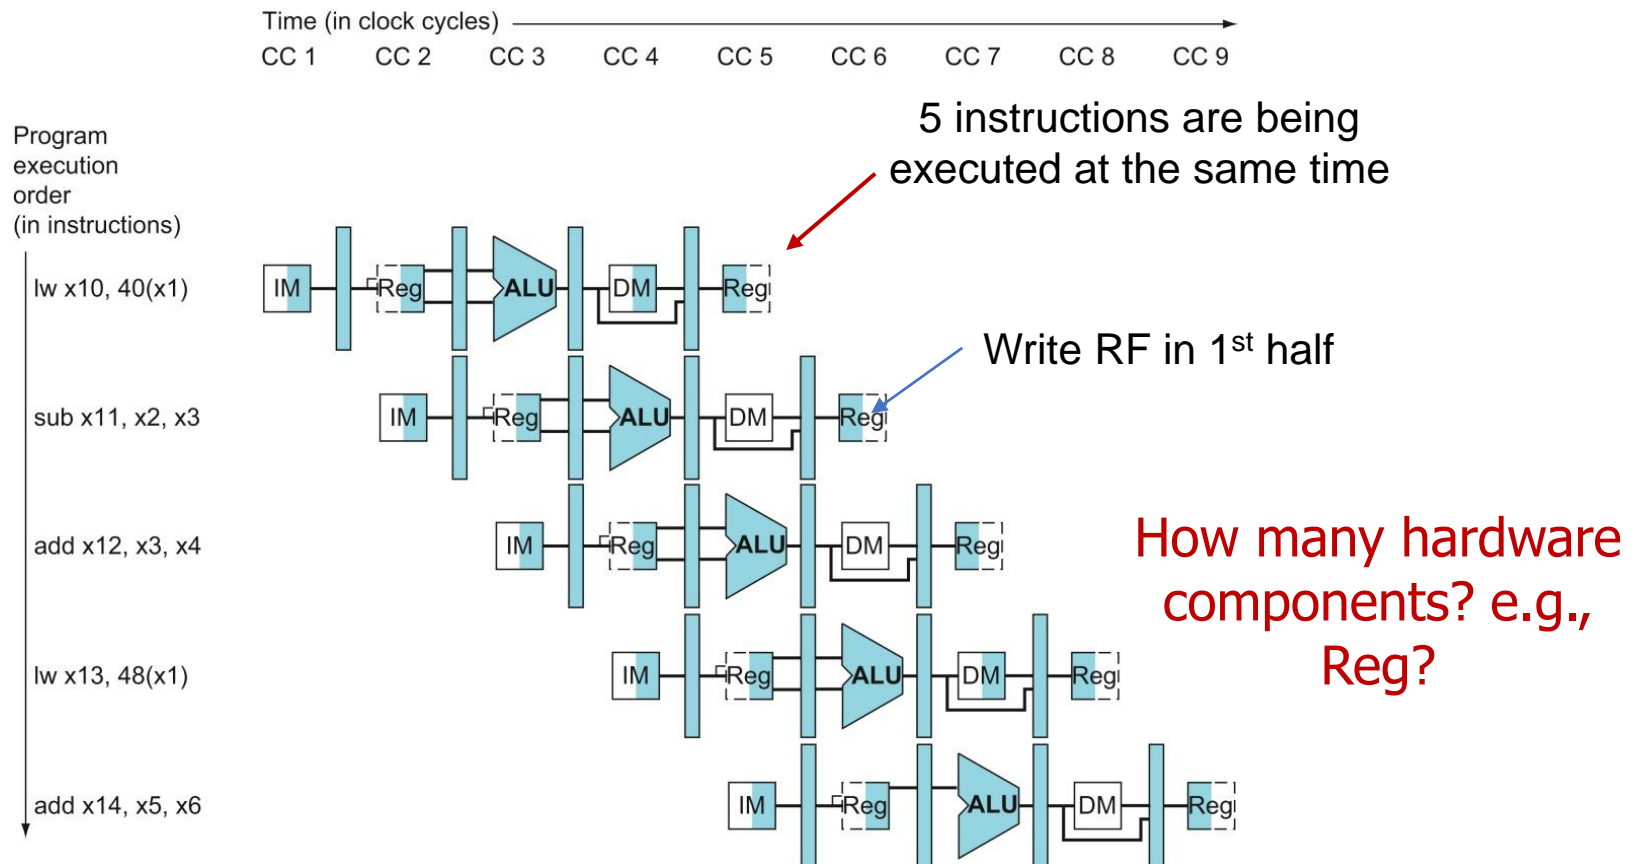 Time (in clock cycles)
CC 1 CC 2 CC 3 CC 4 CC 5 CC 6 CC 7 CC 8 CC 9
5 instructions are being
executed at the same time
Program
execution
order
(in instructions)
lw x10, 40(x1) IM Reg ALU DM Reg
Write RF in 1st half
sub x11, x2, x3 IM Reg ALU DM Reg
add x12, x3, x4 IM Reg ALU DM Reg
How many hardware
components? e.g.,
Reg?
lw x13, 48(x1) IM Reg ALU DM Reg
add x14, x5, x6 IM Reg ALU DM Reg